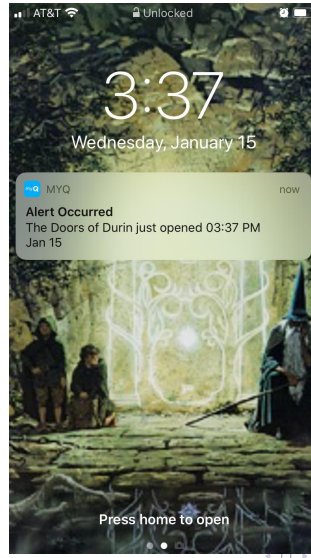 AT&T
Unlocked
3:37
Wednesday, January 15
myQ MYQ now
Alert Occurred
The Doors of Durin just opened 03:37 PM
Jan 15
Press home to open